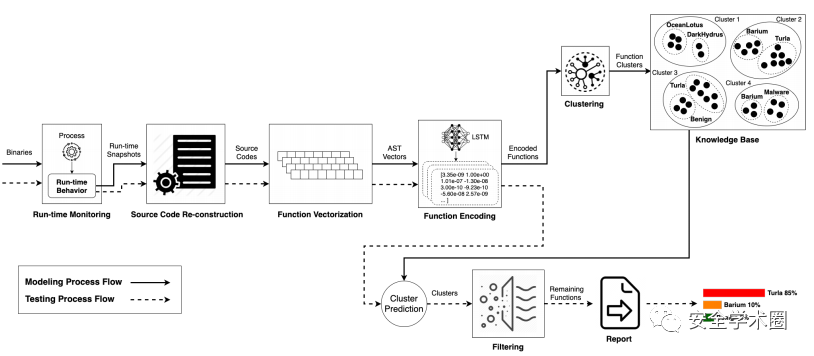 Cluster 1
Cluster 2
OceanLotus
DarkHydrus
Barium
Turla
Function
Clusters
Clustering
Cluster 3
Cluster 4
Turla
Benign
Barium
Malware
Knowledge Base
Binaries
Process
Run-time
Behavior
Run-time Monitoring
Run-time
Snapshots
Source Code Re-construction
Source
Codes
Function Vectorization
AST
Vectors
LSTM
[3.35e-09 1.00e+00
1.01e-07 -1.30e-08
3.00e-10 -9.23e-10
-5.60e-08 2.57e-09
... ]
Function Encoding
Encoded
Functions
Modeling Process Flow
Testing Process Flow
Cluster
Prediction
Clusters
Filtering
Remaining
Functions
Report
Turla 85%
Barium 10%
安全学术圈